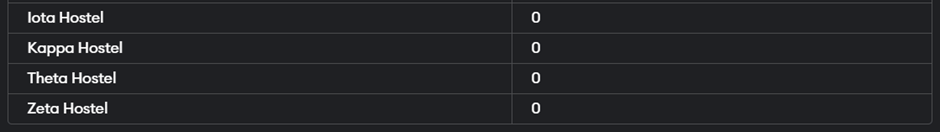 Iota Hostel 0
Kappa Hostel 0
Theta Hostel 0
Zeta Hostel 0